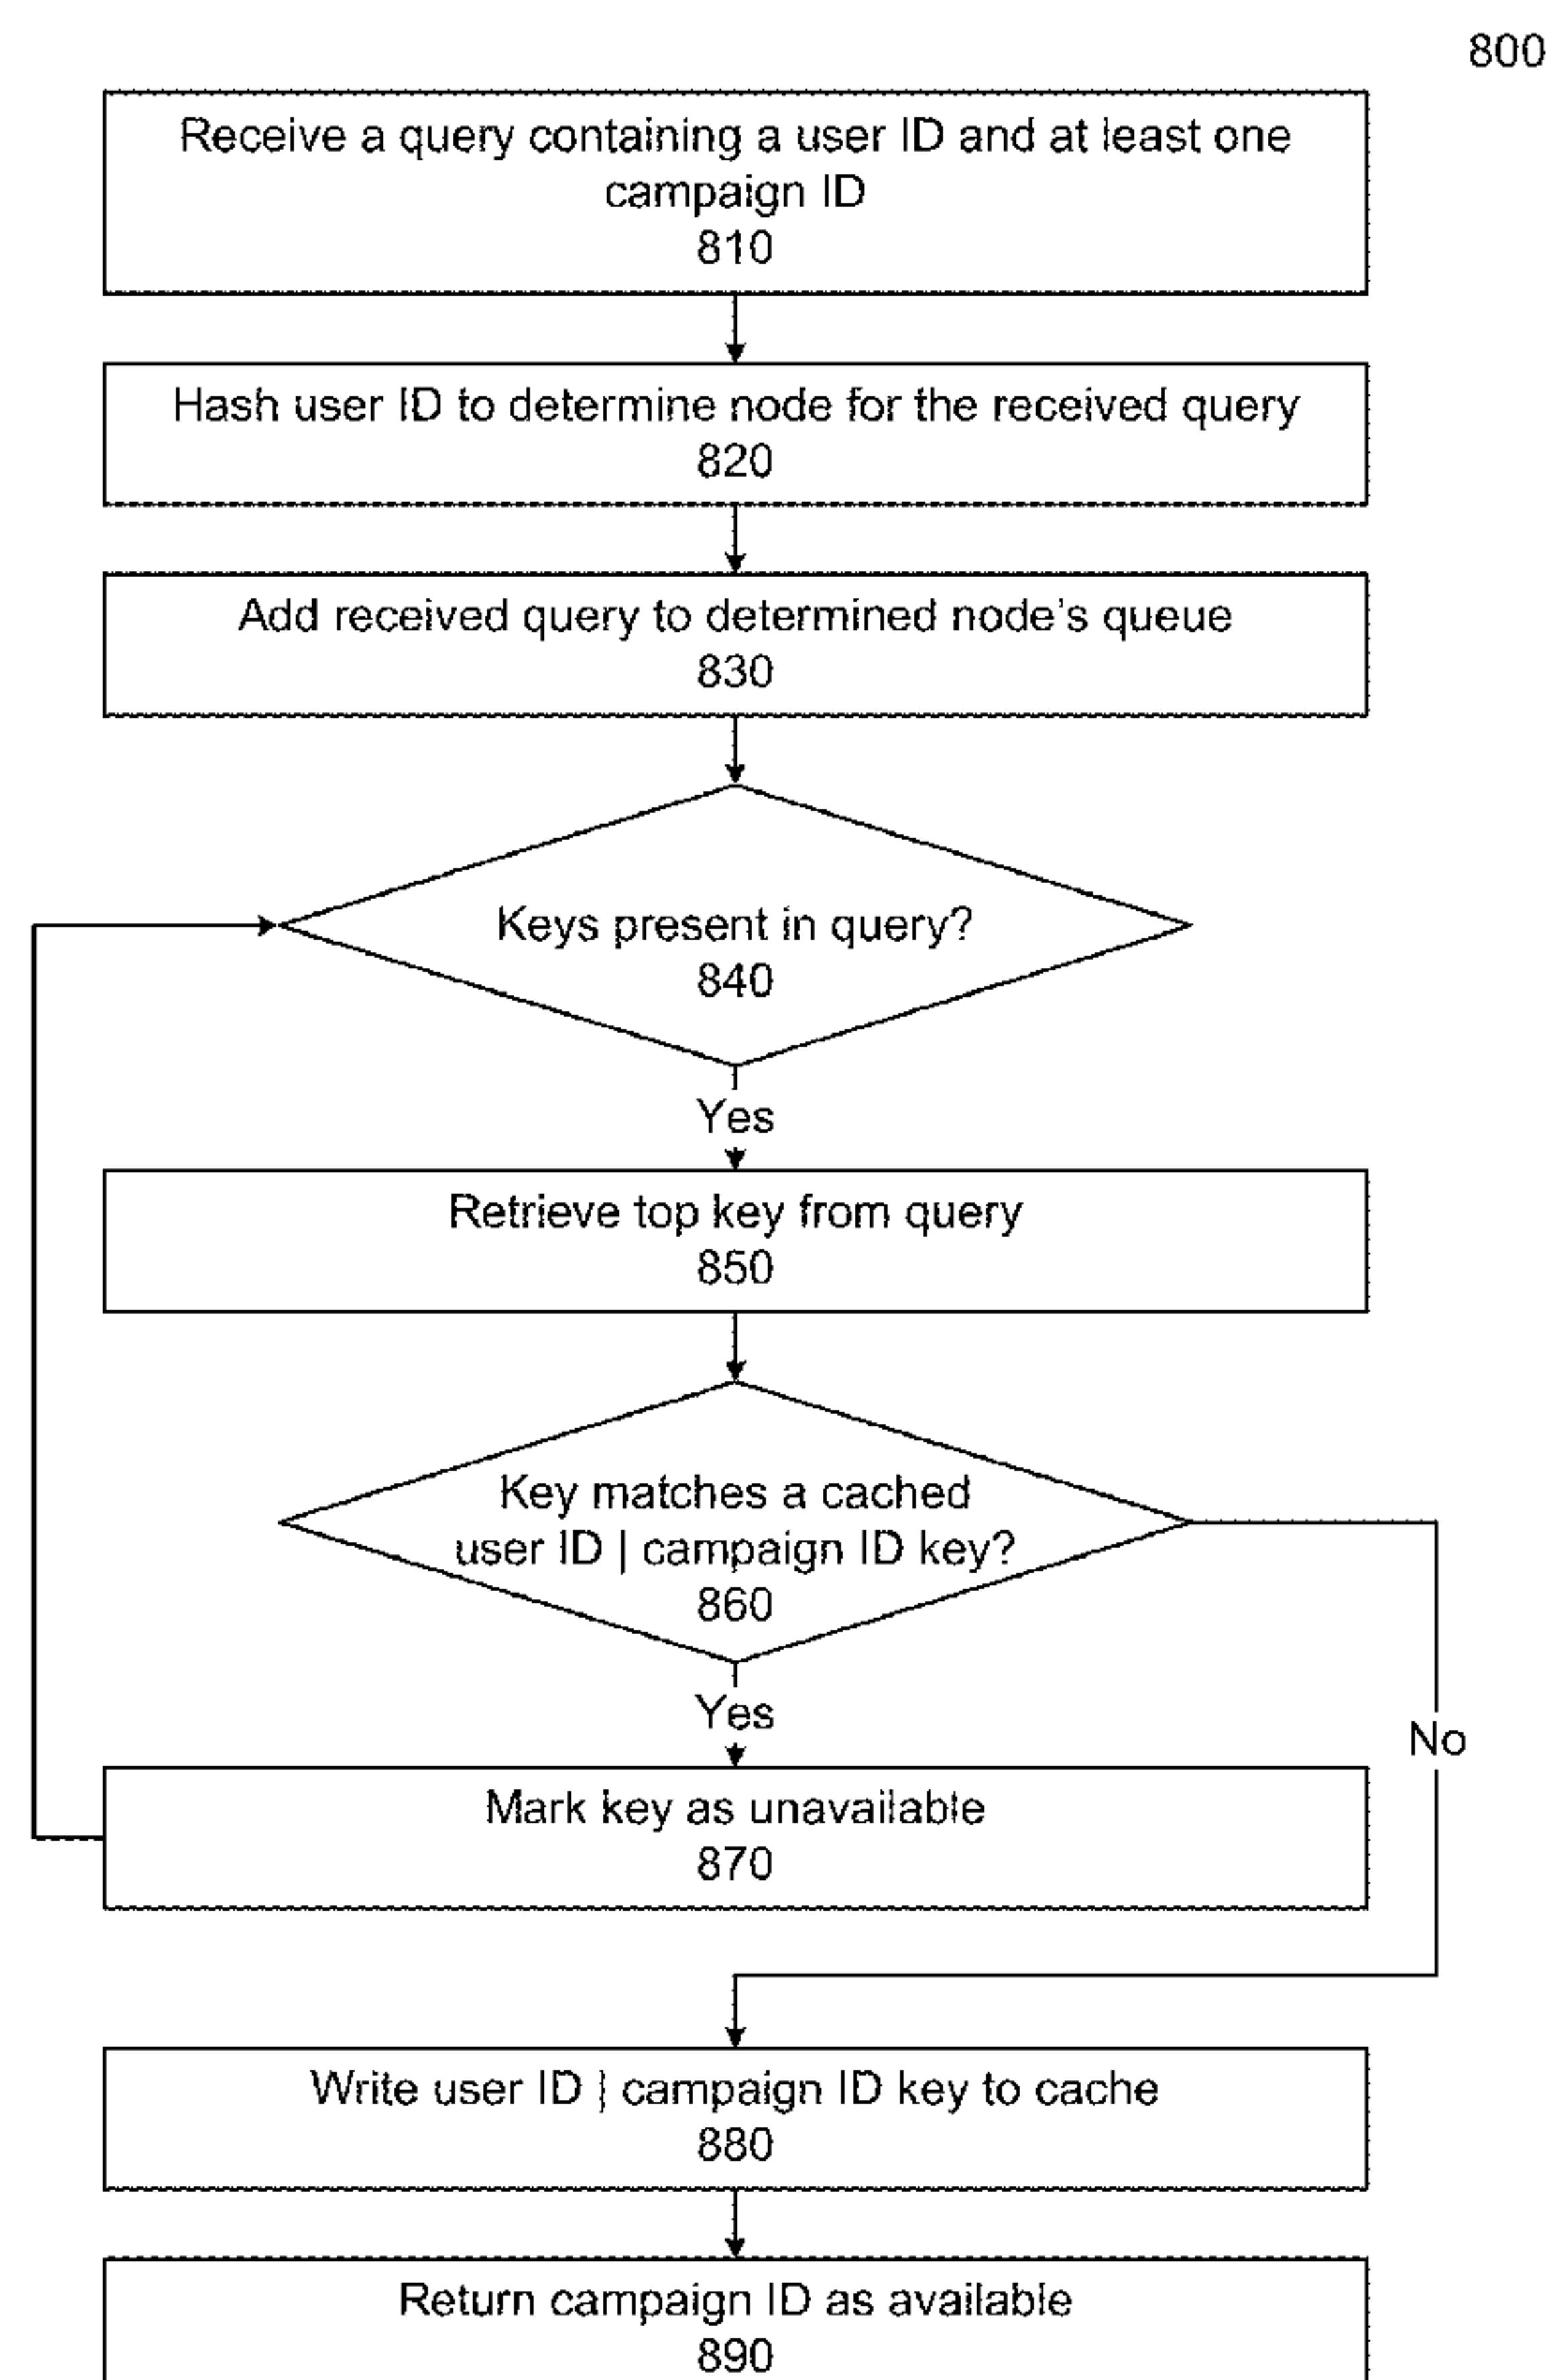 800
Receive a query containing a user ID and at least one
campaign ID
810
Hash user ID to determine node for the received query
820
Add received query to determined node's queue
830
Keys present in query?
840
Yes
Retrieve top key from query
850
Key matches a cached
user ID | campaign ID key?
860
Yes
No
Mark key as unavailable
870
Write user ID | campaign ID key to cache
880
Return campaign ID as available
890